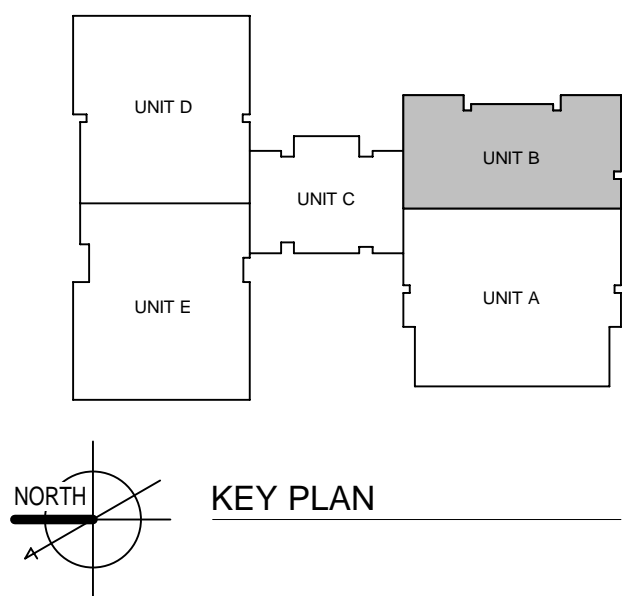 UNIT D
UNIT B
UNIT C
UNIT E
UNIT A
NORTH
KEY PLAN